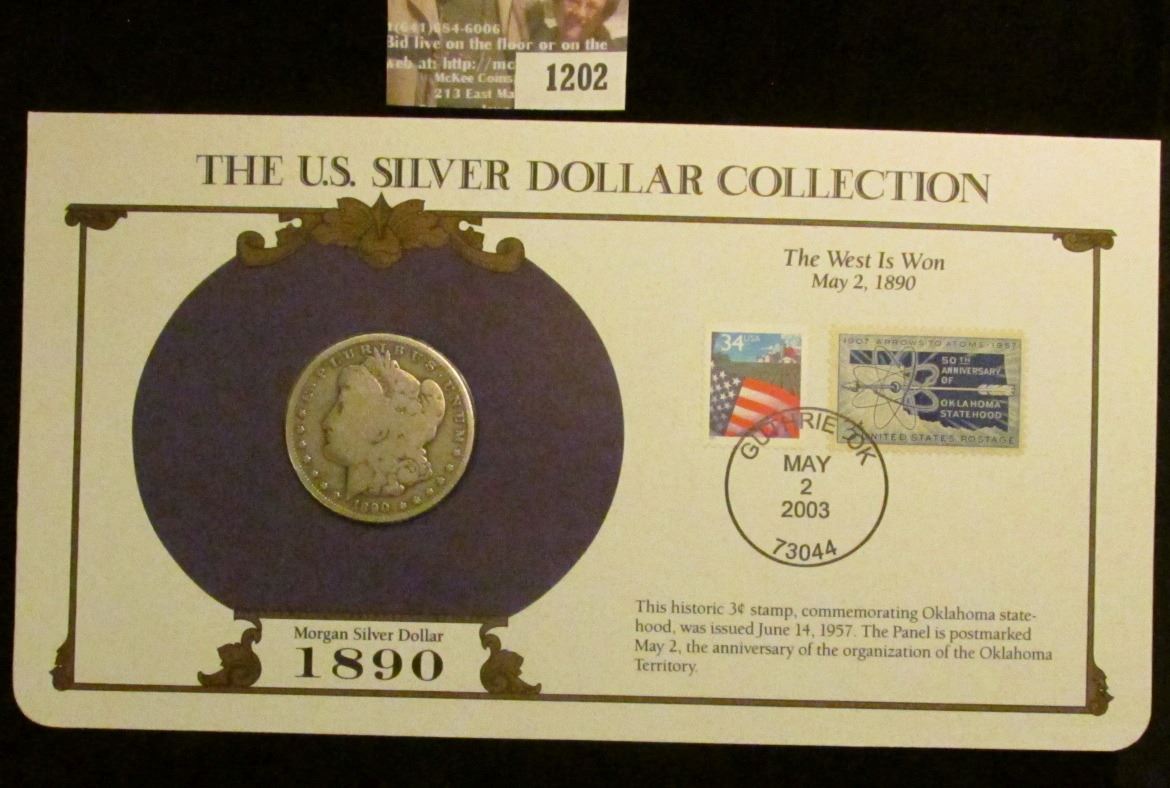 1(641)684-6006
Bid live on the floor or on the
web at: http://mc
McKee Coins
213 East Ma
1202
THE U.S. SILVER DOLLAR COLLECTION
The West Is Won
May 2, 1890
34 USA
1907 ARROWS TO ATOMS 1957
50TH
ANNIVERSARY
OF
OKLAHOMA
STATEHOOD
UNITED STATES POSTAGE
E PLURIBUS UNUM
1890
GUTHRIE OK
MAY
2
2003
73044
Morgan Silver Dollar
1890
This historic 3¢ stamp, commemorating Oklahoma state-
hood, was issued June 14, 1957. The Panel is postmarked
May 2, the anniversary of the organization of the Oklahoma
Territory.